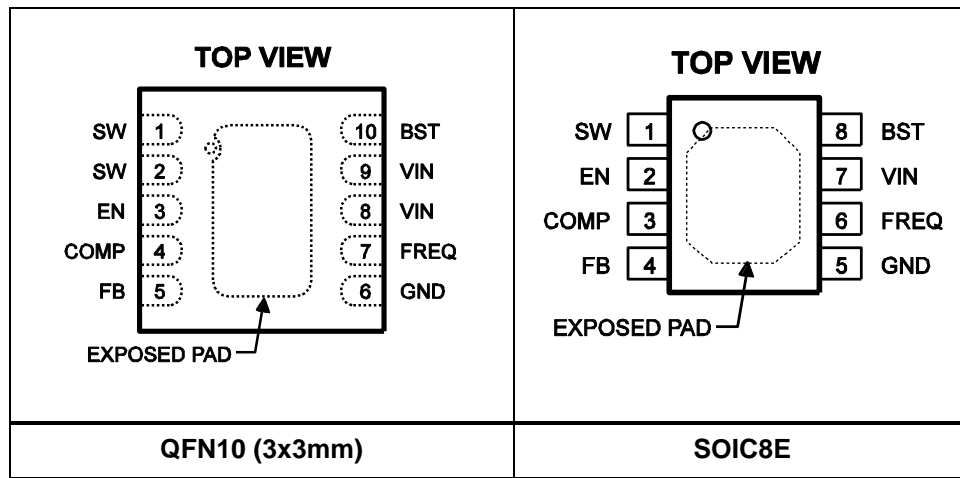 TOP VIEW
SW 1 10 BST
SW 2 9 VIN
EN 3 8 VIN
COMP 4 7 FREQ
FB 5 6 GND
EXPOSED PAD
QFN10 (3x3mm)
TOP VIEW
SW 1 8 BST
EN 2 7 VIN
COMP 3 6 FREQ
FB 4 5 GND
EXPOSED PAD
SOIC8E